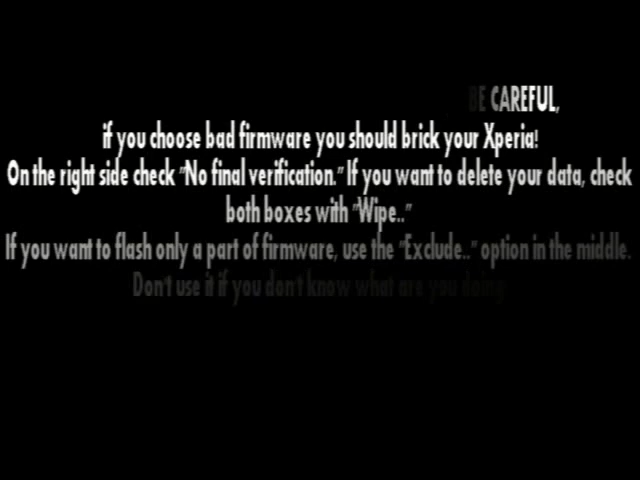 BE CAREFUL,
if you choose bad firmware you should brick your Xperia!
On the right side check "No final verification." If you want to delete your data, check
both boxes with "Wipe.."
If you want to flash only a part of firmware, use the "Exclude.." option in the middle.
Don't use it if you don't know what are you doing